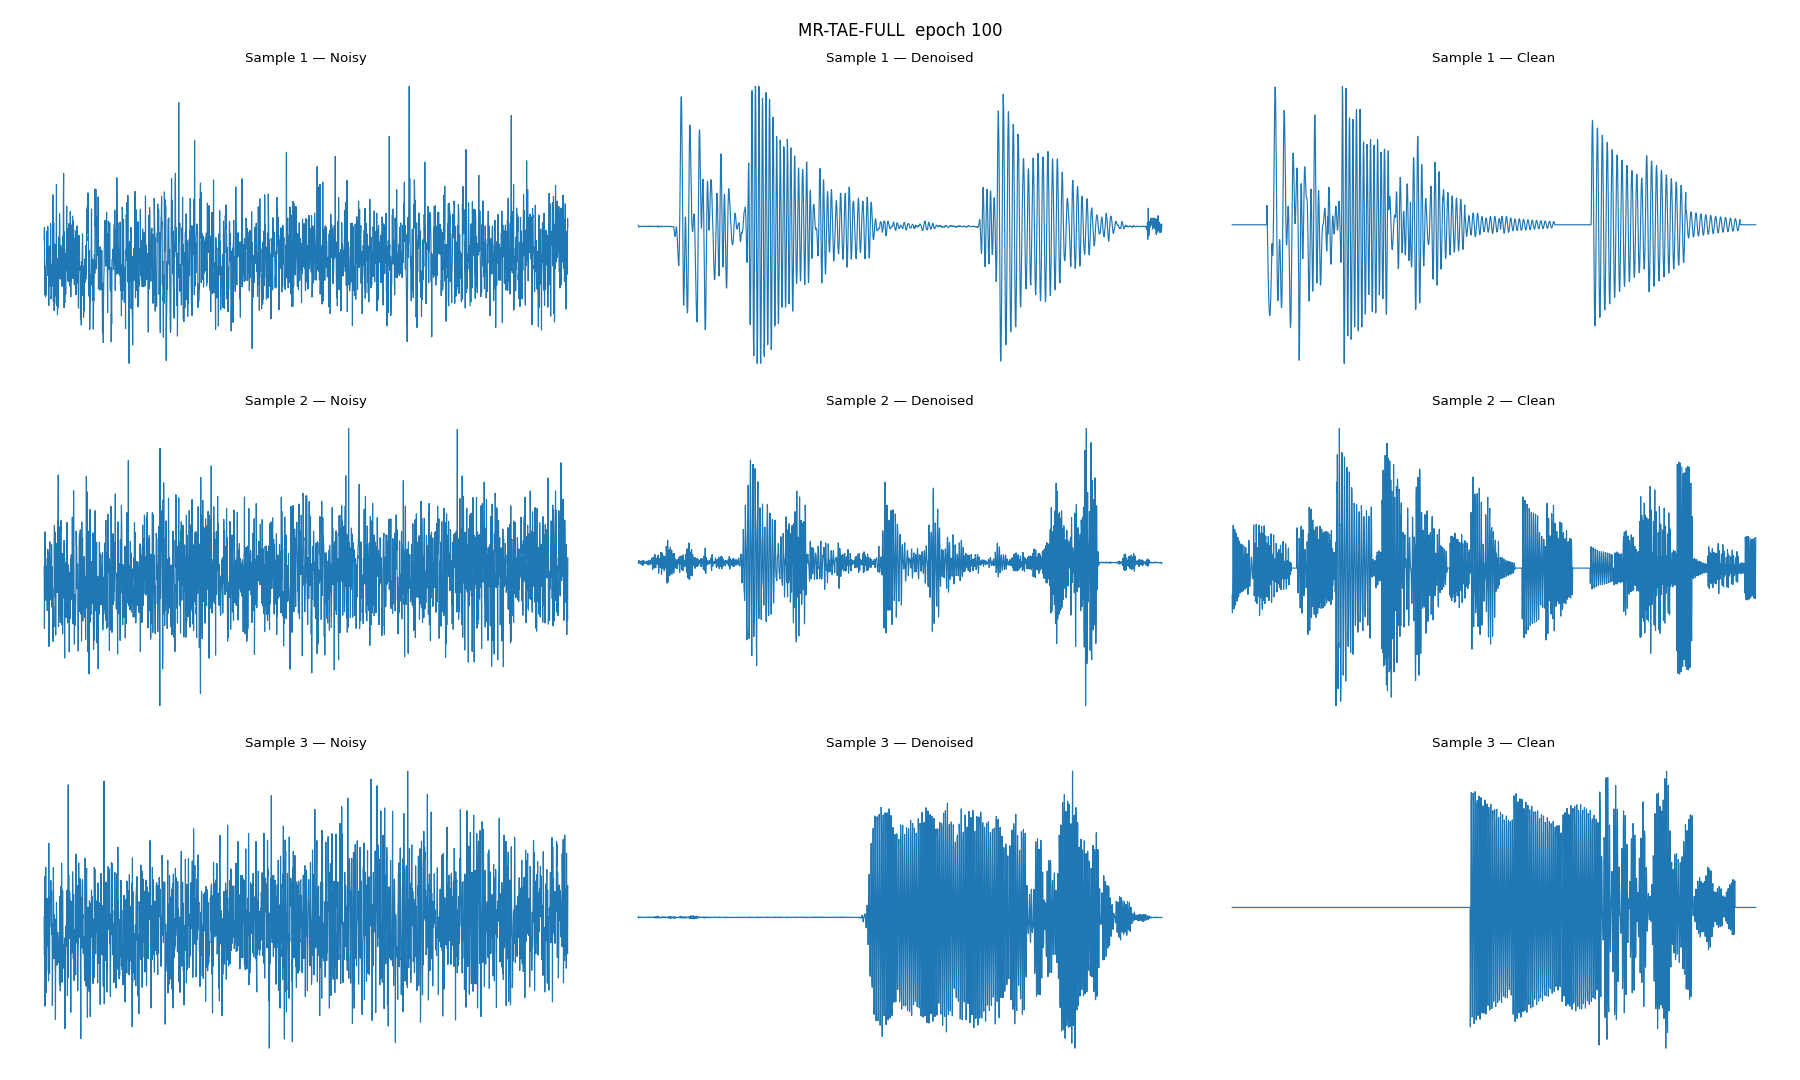 MR-TAE-FULL  epoch 100
Sample 1 — Noisy
Sample 1 — Denoised
Sample 1 — Clean
Sample 2 — Noisy
Sample 2 — Denoised
Sample 2 — Clean
Sample 3 — Noisy
Sample 3 — Denoised
Sample 3 — Clean